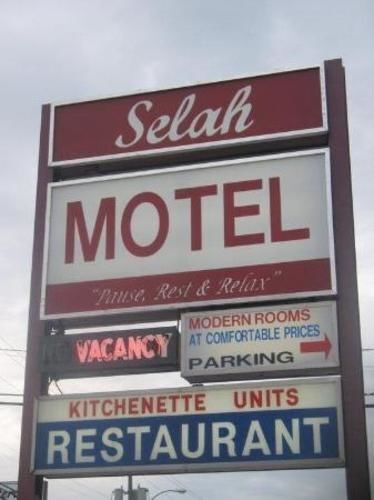 Selah
MOTEL
"Pause, Rest & Relax"
VACANCY
MODERN ROOMS
AT COMFORTABLE PRICES
PARKING
KITCHENETTE UNITS
RESTAURANT